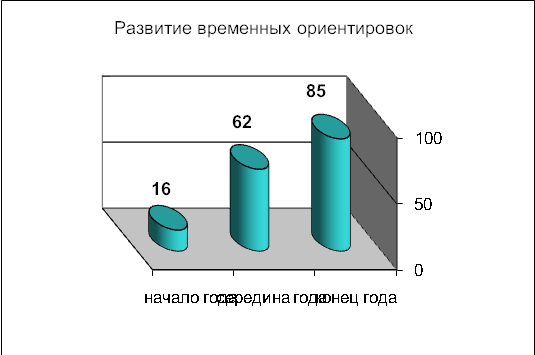 Развитие временных ориентировок
85
62
16
100
50
0
начало года
середина года
конец года